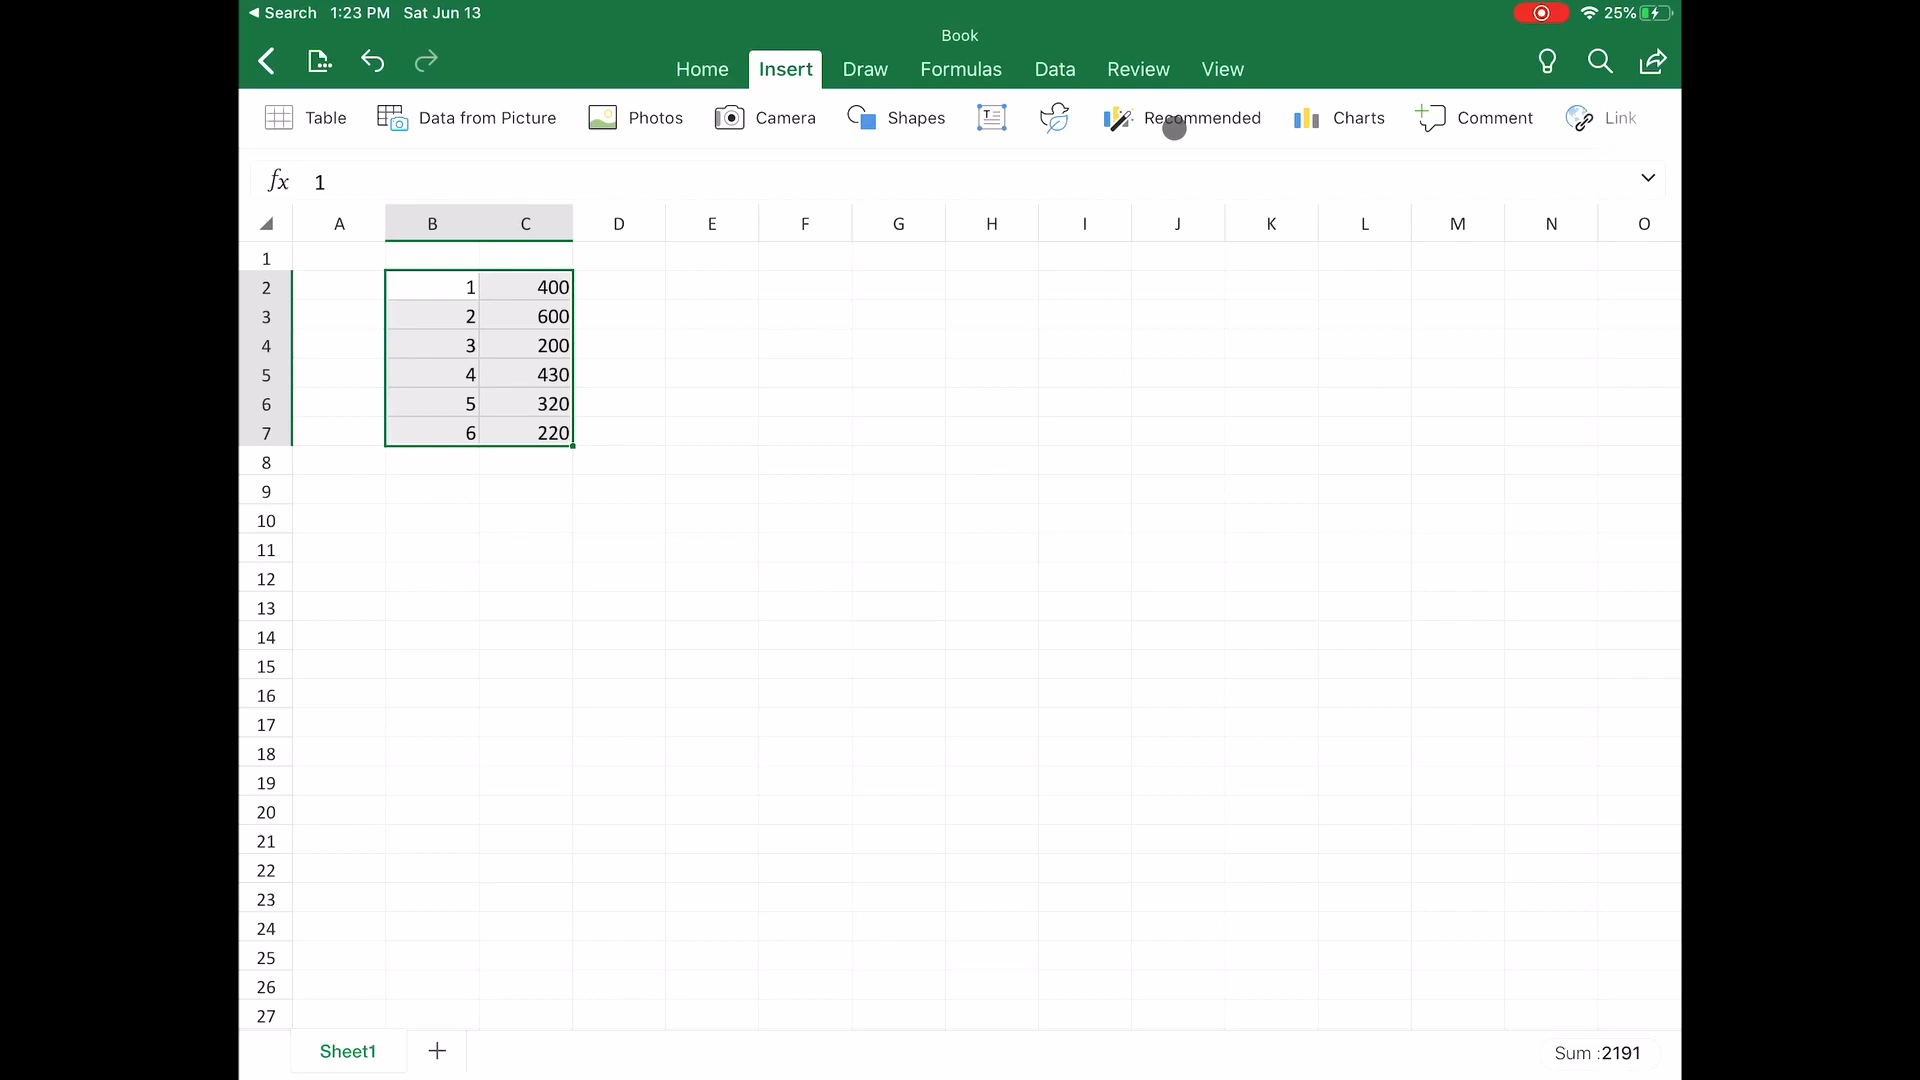 ◀ Search 1:23 PM Sat Jun 13 25%
Book
Home Insert Draw Formulas Data Review View
Table Data from Picture Photos Camera Shapes Recommended Charts Comment Link
fx 1
A B C D E F G H I J K L M N O
1
2 1 400
3 2 600
4 3 200
5 4 430
6 5 320
7 6 220
8
9
10
11
12
13
14
15
16
17
18
19
20
21
22
23
24
25
26
27
Sheet1 + Sum :2191